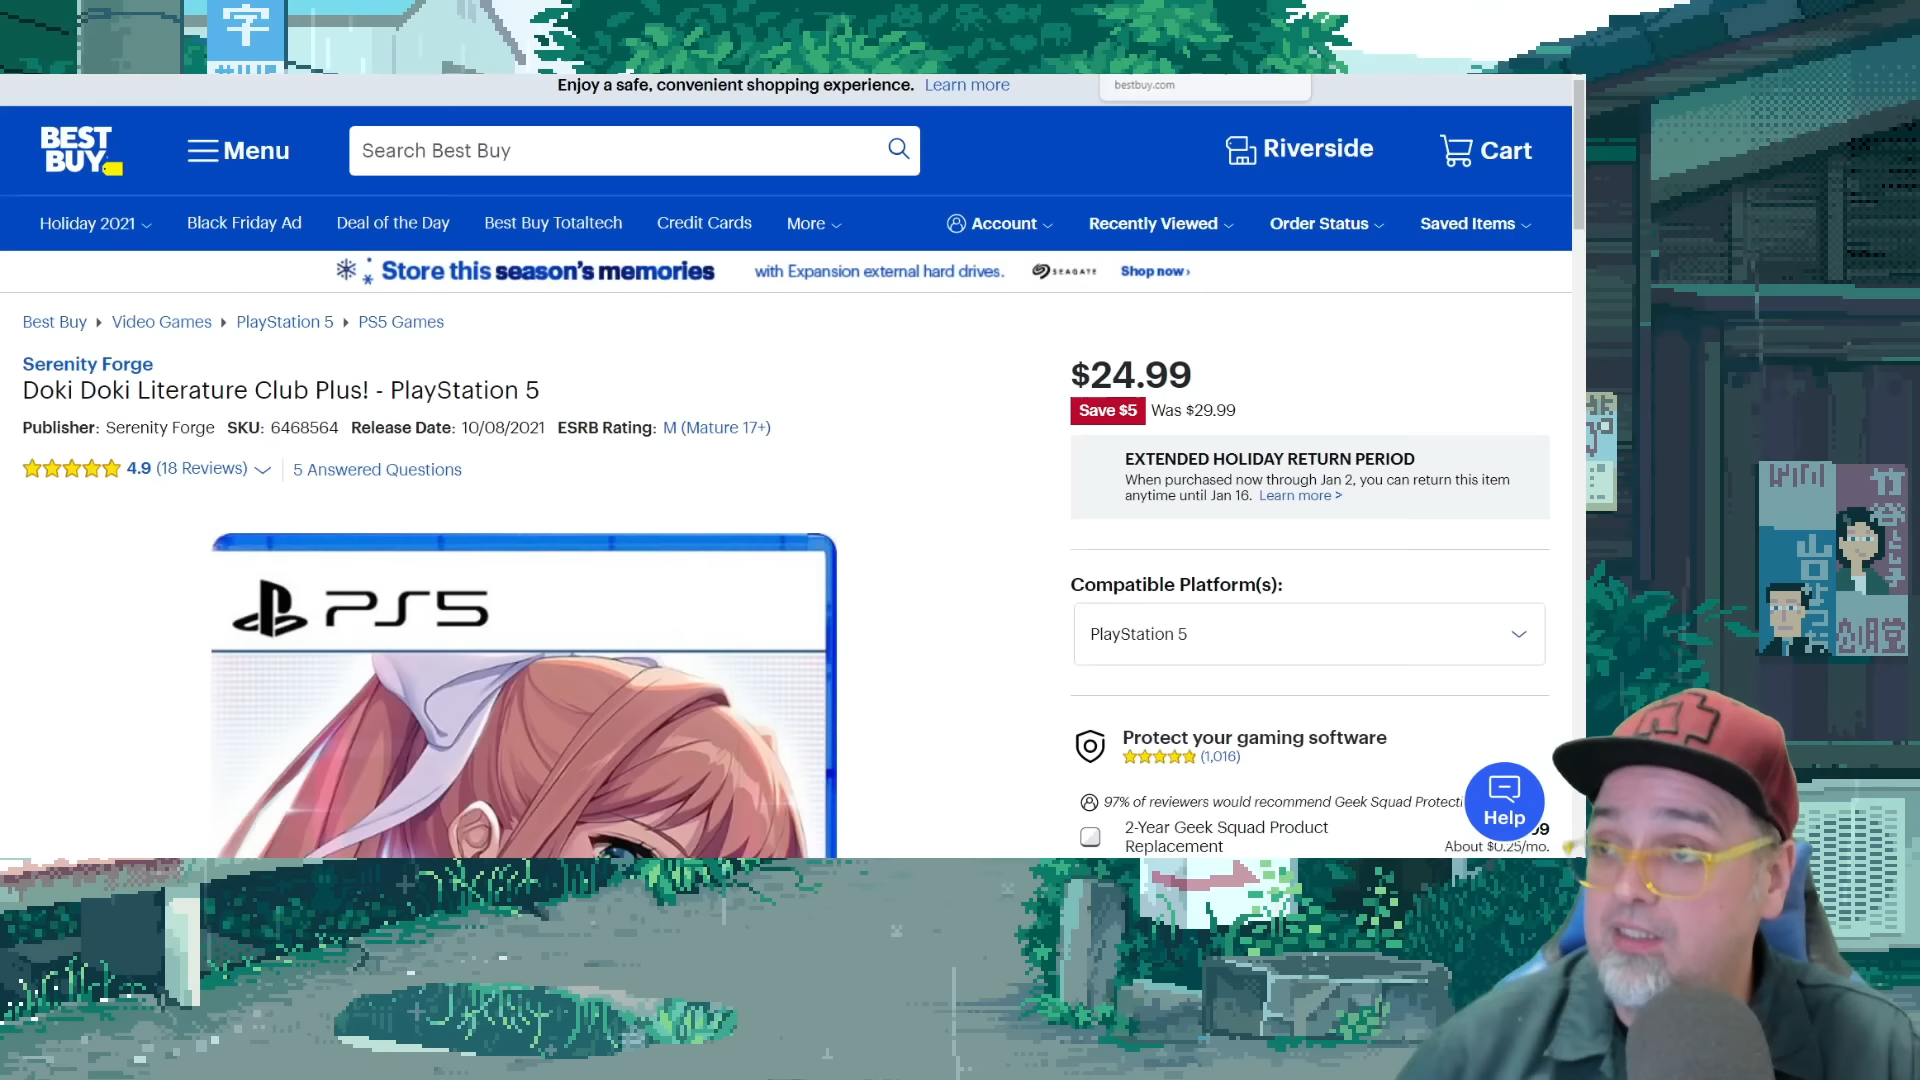 字
Enjoy a safe, convenient shopping experience. Learn more
bestbuy.com
BEST BUY
Menu
Search Best Buy
Riverside
Cart
Holiday 2021
Black Friday Ad
Deal of the Day
Best Buy Totaltech
Credit Cards
More
Account
Recently Viewed
Order Status
Saved Items
Store this season's memories with Expansion external hard drives. SEAGATE Shop now ›
Best Buy
Video Games
PlayStation 5
PS5 Games
Serenity Forge
Doki Doki Literature Club Plus! - PlayStation 5
Publisher: Serenity Forge SKU: 6468564 Release Date: 10/08/2021 ESRB Rating: M (Mature 17+)
4.9 (18 Reviews)
5 Answered Questions
PS5
$24.99
Save $5 Was $29.99
EXTENDED HOLIDAY RETURN PERIOD
When purchased now through Jan 2, you can return this item
anytime until Jan 16. Learn more >
Compatible Platform(s):
PlayStation 5
Protect your gaming software
(1,016)
97% of reviewers would recommend Geek Squad Protecti
2-Year Geek Squad Product
Replacement
Help
About $0.25/mo.